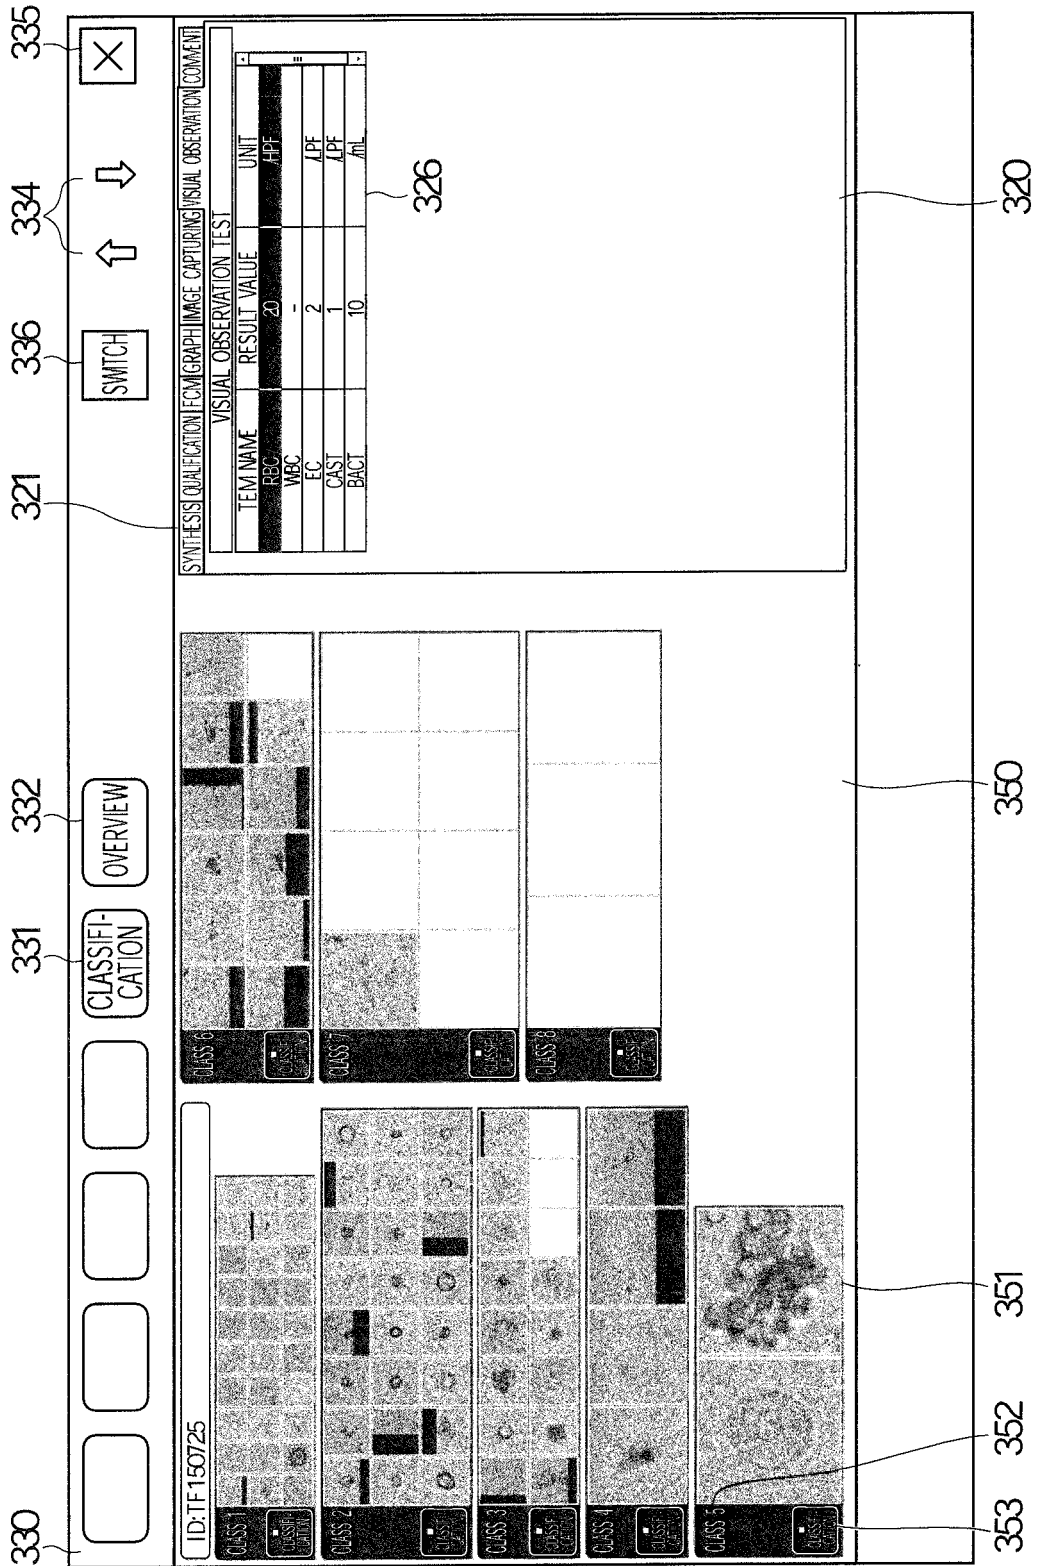 330
331
332
321
336
334
335
CLASSIFI-
CATION
OVERVIEW
SWITCH
ID:TF150725
CLASS 1
CLASS 2
CLASS 3
CLASS 4
CLASS 5
CLASS 6
CLASS 7
CLASS 8
SYNTHESIS QUALIFICATION FCM GRAPH IMAGE CAPTURING VISUAL OBSERVATION COMMENT
VISUAL OBSERVATION TEST
TEM NAME RESULT VALUE UNIT
RBC 20 /HPF
WBC -
EC 2 /LPF
CAST 1 /LPF
BACT 10 /mL
326
353
352
351
350
320